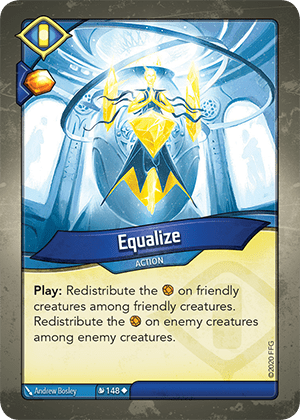 Equalize
ACTION
Play: Redistribute the on friendly
creatures among friendly creatures.
Redistribute the on enemy creatures
among enemy creatures.
©2020 FFG
Andrew Bosley
148